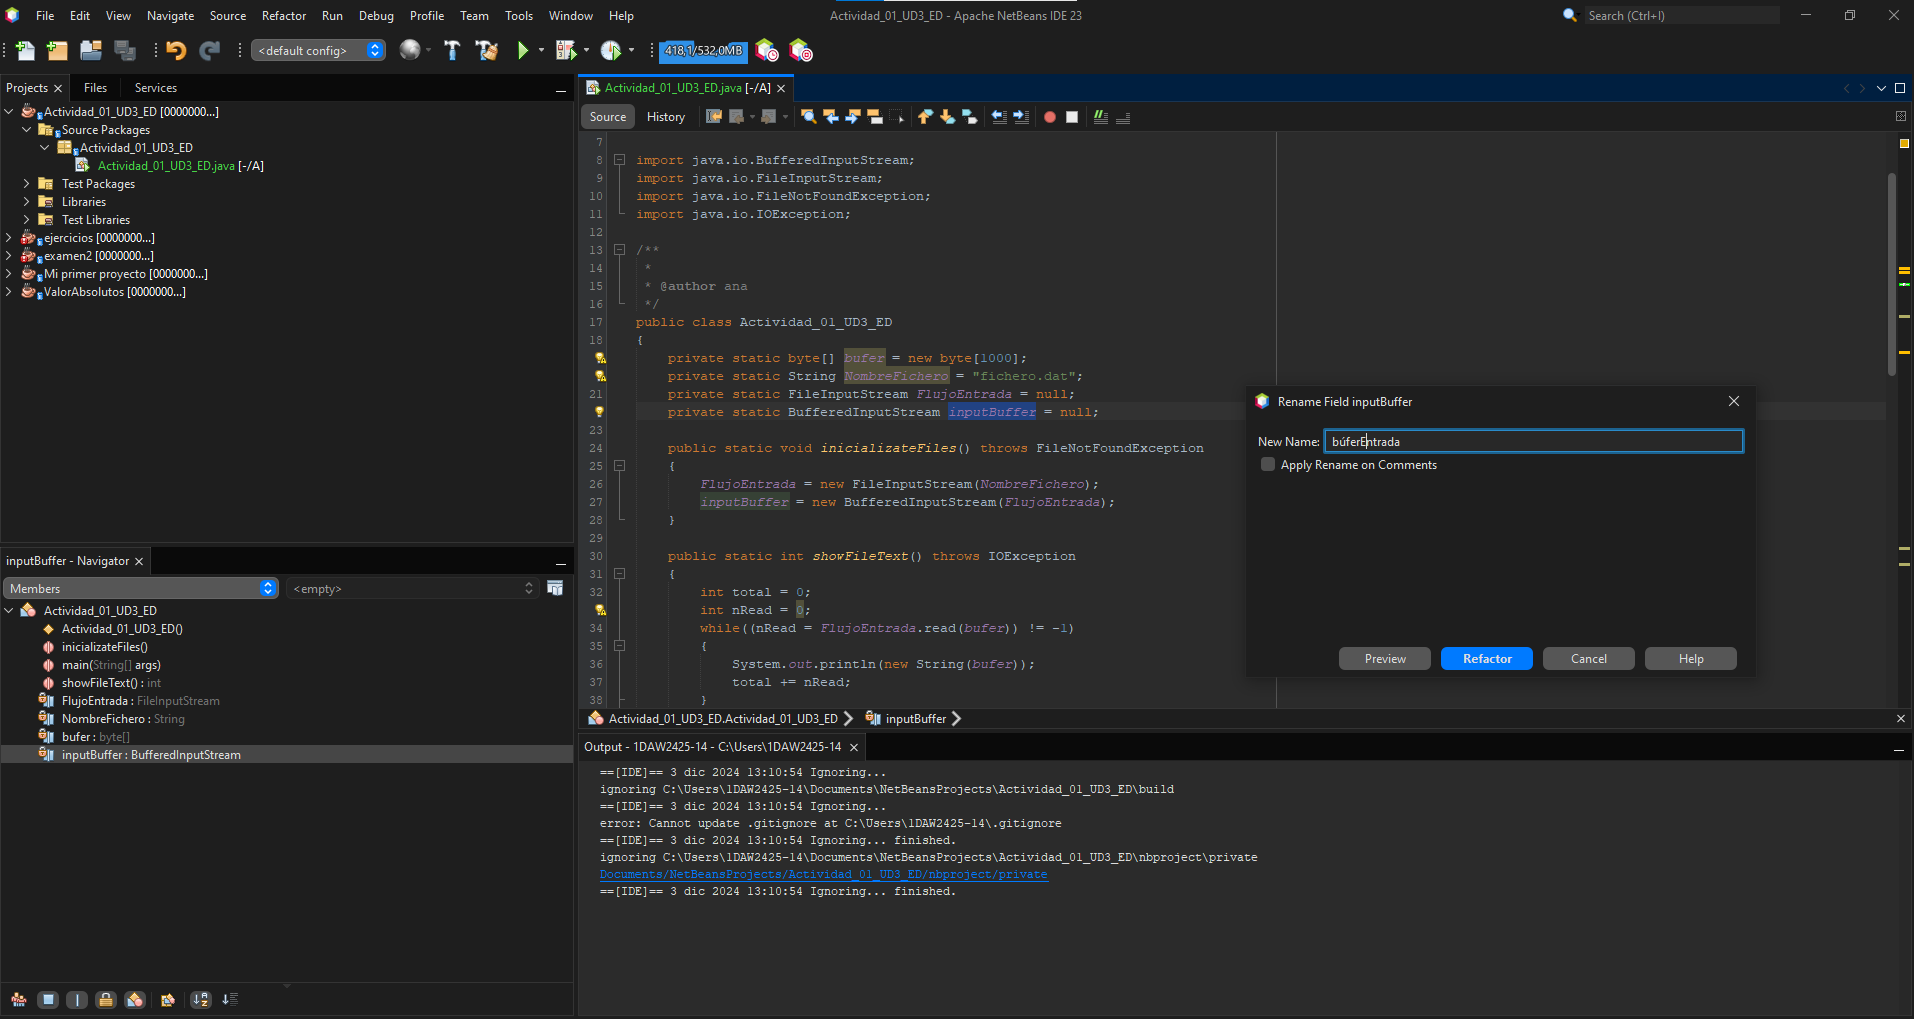 File Edit View Navigate Source Refactor Run Debug Profile Team Tools Window Help
Actividad_01_UD3_ED - Apache NetBeans IDE 23
Search (Ctrl+I)
<default config>
418,1/532,0MB
Projects Files Services
Actividad_01_UD3_ED [0000000...]
Source Packages
Actividad_01_UD3_ED
Actividad_01_UD3_ED.java [-/A]
Test Packages
Libraries
Test Libraries
ejercicios [0000000...]
examen2 [0000000...]
Mi primer proyecto [0000000...]
ValorAbsolutos [0000000...]
inputBuffer - Navigator
Members <empty>
Actividad_01_UD3_ED
Actividad_01_UD3_ED()
inicializateFiles()
main(String[] args)
showFileText() : int
FlujoEntrada : FileInputStream
NombreFichero : String
bufer : byte[]
inputBuffer : BufferedInputStream
Actividad_01_UD3_ED.java [-/A]
Source History
7
8 import java.io.BufferedInputStream;
9 import java.io.FileInputStream;
10 import java.io.FileNotFoundException;
11 import java.io.IOException;
12
13 /**
14 *
15 * @author ana
16 */
17 public class Actividad_01_UD3_ED
18 {
private static byte[] bufer = new byte[1000];
private static String NombreFichero = "fichero.dat";
21 private static FileInputStream FlujoEntrada = null;
private static BufferedInputStream inputBuffer = null;
23
24 public static void inicializateFiles() throws FileNotFoundException
25 {
26 FlujoEntrada = new FileInputStream(NombreFichero);
27 inputBuffer = new BufferedInputStream(FlujoEntrada);
28 }
29
30 public static int showFileText() throws IOException
31 {
32 int total = 0;
int nRead = 0;
34 while((nRead = FlujoEntrada.read(bufer)) != -1)
35 {
36 System.out.println(new String(bufer));
37 total += nRead;
38 }
Actividad_01_UD3_ED.Actividad_01_UD3_ED inputBuffer
Rename Field inputBuffer
New Name: búferEntrada
Apply Rename on Comments
Preview Refactor Cancel Help
Output - 1DAW2425-14 - C:\Users\1DAW2425-14
==[IDE]== 3 dic 2024 13:10:54 Ignoring...
ignoring C:\Users\1DAW2425-14\Documents\NetBeansProjects\Actividad_01_UD3_ED\build
==[IDE]== 3 dic 2024 13:10:54 Ignoring...
error: Cannot update .gitignore at C:\Users\1DAW2425-14\.gitignore
==[IDE]== 3 dic 2024 13:10:54 Ignoring... finished.
ignoring C:\Users\1DAW2425-14\Documents\NetBeansProjects\Actividad_01_UD3_ED\nbproject\private
Documents/NetBeansProjects/Actividad_01_UD3_ED/nbproject/private
==[IDE]== 3 dic 2024 13:10:54 Ignoring... finished.